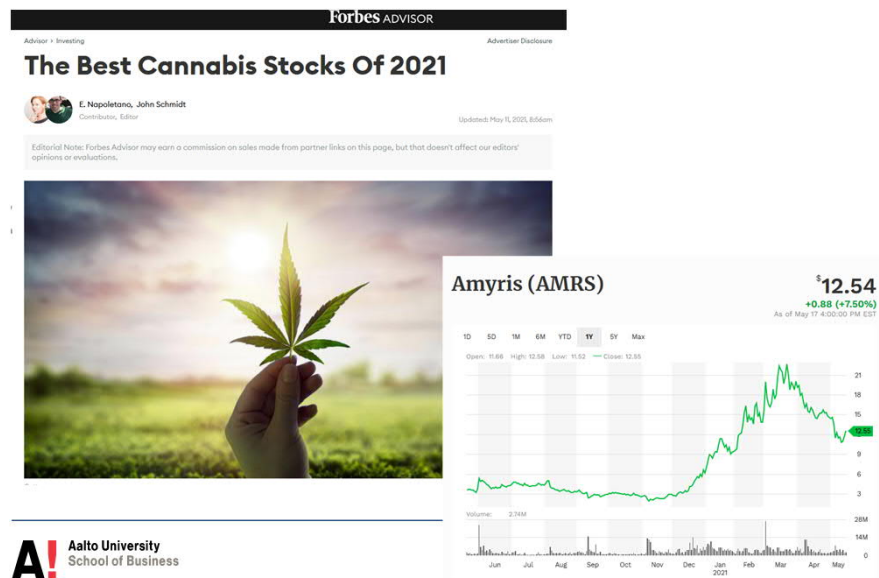 Forbes ADVISOR
Advisor > Investing
Advertiser Disclosure
The Best Cannabis Stocks Of 2021
E. Napoletano, John Schmidt
Contributor, Editor
Updated: May 11, 2021, 8:56am
Editorial Note: Forbes Advisor may earn a commission on sales made from partner links on this page, but that doesn't affect our editors'
opinions or evaluations.
Amyris (AMRS)
$12.54
+0.88 (+7.50%)
As of May 17 4:00:00 PM EST
1D 5D 1M 6M YTD 1Y 5Y Max
Open: 11.66 High: 12.58 Low: 11.52 Close: 12.55
21
18
15
12.55
9
6
3
Volume: 2.74M
28M
14M
0
Jun Jul Aug Sep Oct Nov Dec Jan Feb Mar Apr May
2021
A!
Aalto University
School of Business